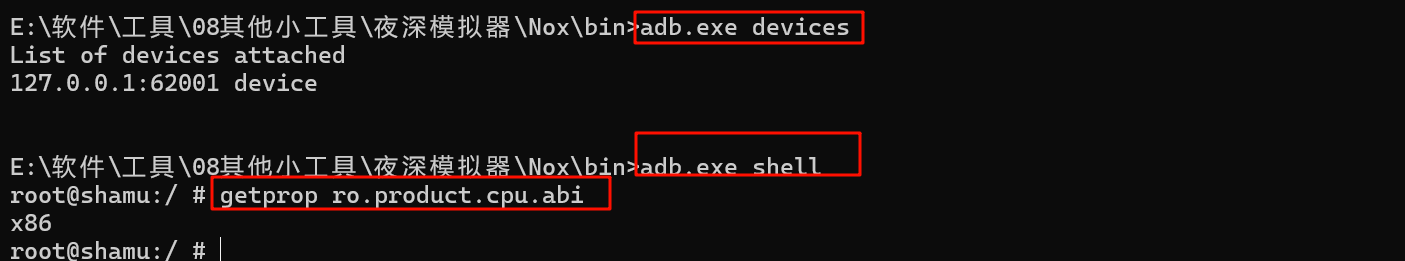 E:\软件\工具\08其他小工具\夜深模拟器\Nox\bin>adb.exe devices
List of devices attached
127.0.0.1:62001 device
E:\软件\工具\08其他小工具\夜深模拟器\Nox\bin>adb.exe shell
root@shamu:/ # getprop ro.product.cpu.abi
x86
root@shamu:/ #